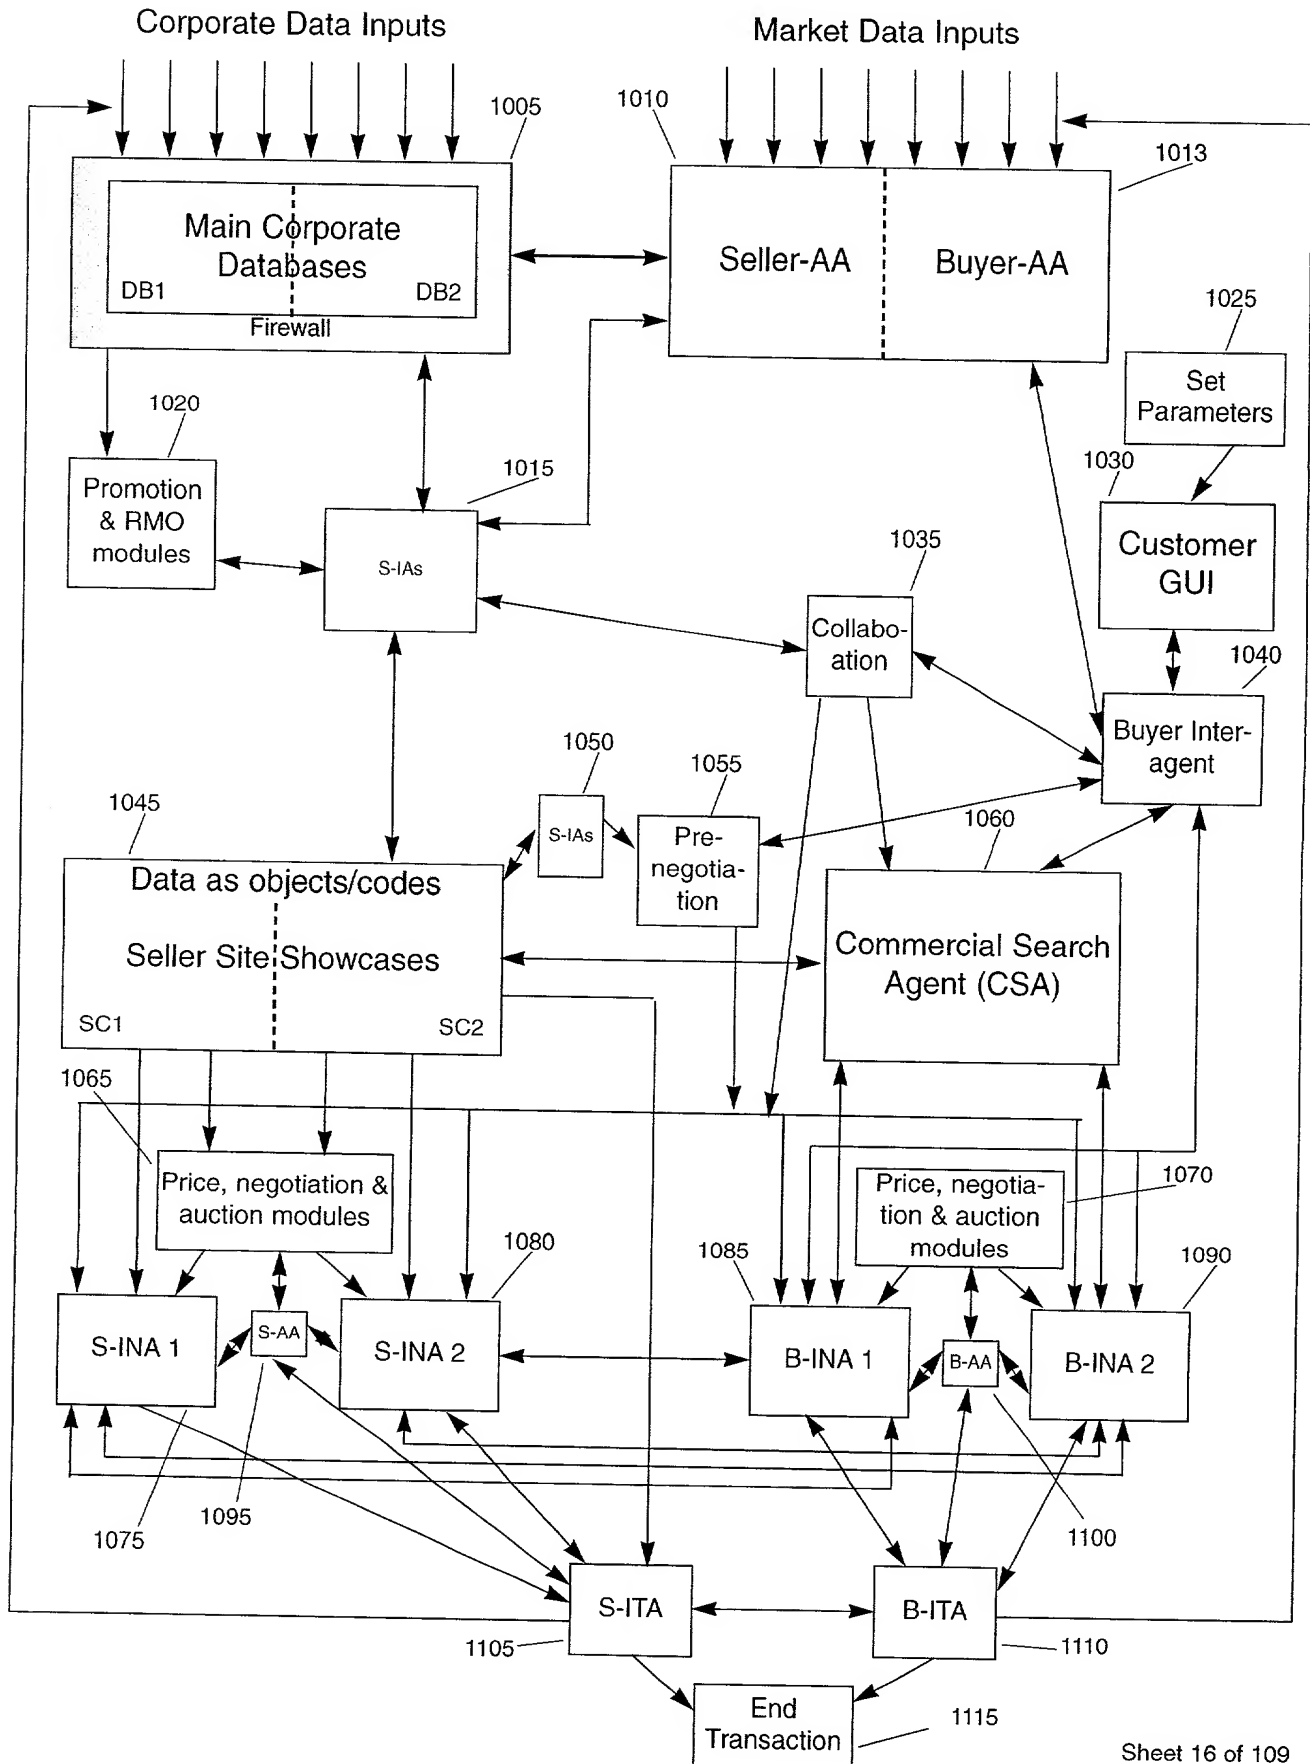 Corporate Data Inputs
Market Data Inputs
1005
1010
1013
Main Corporate
Databases
DB1
DB2
Firewall
Seller-AA
Buyer-AA
1025
Set
Parameters
1020
Promotion
& RMO
modules
1015
S-IAs
1030
Customer
GUI
1035
Collabo-
ation
1040
Buyer Inter-
agent
1050
S-IAs
1055
Pre-
negotia-
tion
1045
Data as objects/codes
Seller Site Showcases
SC1
SC2
1060
Commercial Search
Agent (CSA)
1065
Price, negotiation &
auction modules
1070
Price, negotia-
tion & auction
modules
1080
1085
1090
S-INA 1
S-AA
S-INA 2
B-INA 1
B-AA
B-INA 2
1075
1095
1100
S-ITA
B-ITA
1105
1110
End
Transaction
1115
Sheet 16 of 109